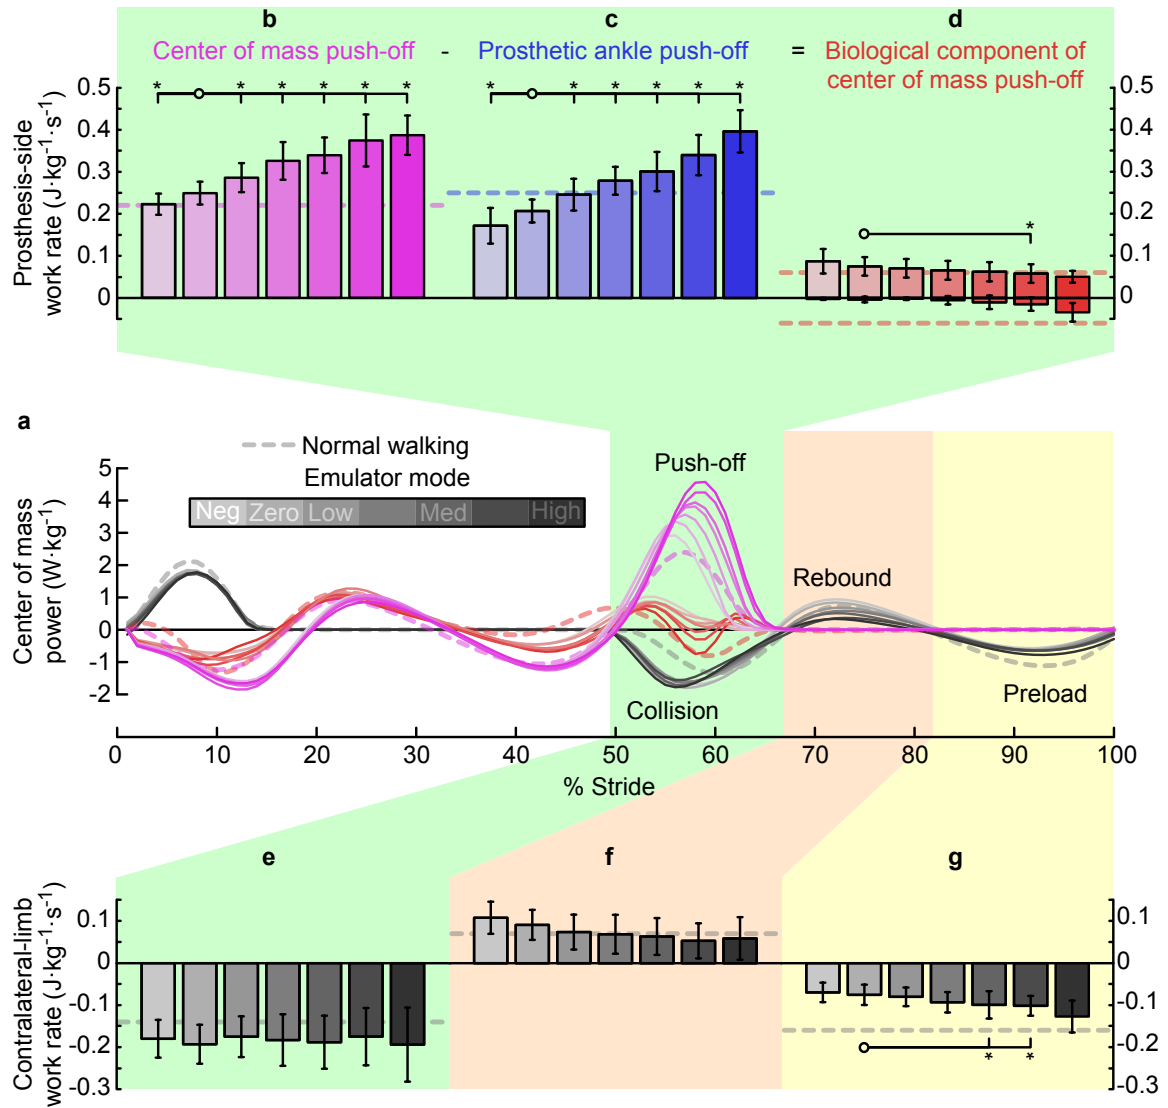 b
c
d
Center of mass push-off - Prosthetic ankle push-off = Biological component of
center of mass push-off
Prosthesis-side
work rate (J·kg⁻¹·s⁻¹)
0.5
0.4
0.3
0.2
0.1
0
* * * * * *
* * * * * *
*
0.5
0.4
0.3
0.2
0.1
0
a
Normal walking
Emulator mode
Neg Zero Low Med High
Push-off
Rebound
Collision
Preload
Center of mass
power (W·kg⁻¹)
5
4
3
2
1
0
-1
-2
0 10 20 30 40 50 60 70 80 90 100
% Stride
e
f
g
Contralateral-limb
work rate (J·kg⁻¹·s⁻¹)
0.1
0
-0.1
-0.2
-0.3
* *
0.1
0
-0.1
-0.2
-0.3